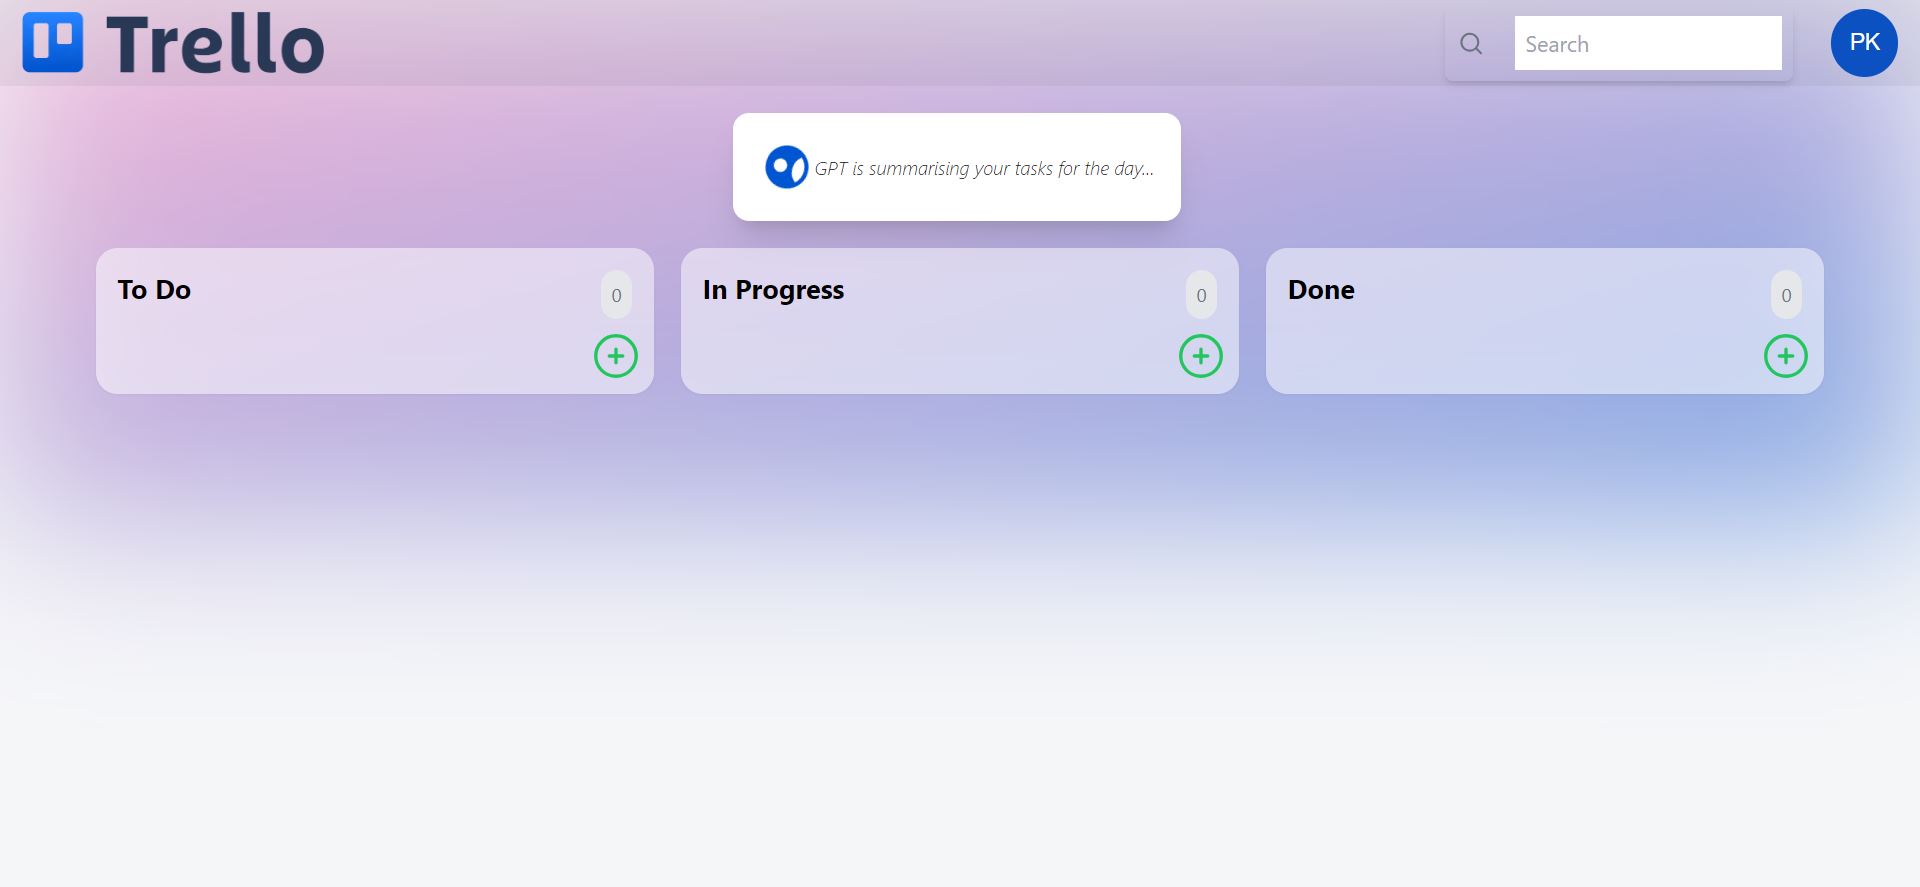 Trello
Search
PK
GPT is summarising your tasks for the day...
To Do
0
In Progress
0
Done
0